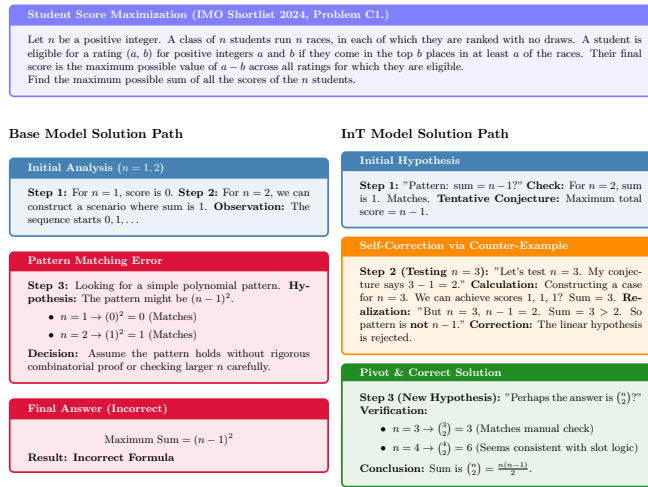 Student Score Maximization (IMO Shortlist 2024, Problem C1.)
Let n be a positive integer. A class of n students run n races, in each of which they are ranked with no draws. A student is
eligible for a rating (a, b) for positive integers a and b if they come in the top b places in at least a of the races. Their final
score is the maximum possible value of a − b across all ratings for which they are eligible.
Find the maximum possible sum of all the scores of the n students.
Base Model Solution Path
Initial Analysis (n = 1, 2)
Step 1: For n = 1, score is 0. Step 2: For n = 2, we can
construct a scenario where sum is 1. Observation: The
sequence starts 0, 1, . . .
Pattern Matching Error
Step 3: Looking for a simple polynomial pattern. Hy-
pothesis: The pattern might be (n − 1)².
• n = 1 → (0)² = 0 (Matches)
• n = 2 → (1)² = 1 (Matches)
Decision: Assume the pattern holds without rigorous
combinatorial proof or checking larger n carefully.
Final Answer (Incorrect)
Maximum Sum = (n − 1)²
Result: Incorrect Formula
InT Model Solution Path
Initial Hypothesis
Step 1: "Pattern: sum = n−1?" Check: For n = 2, sum
is 1. Matches. Tentative Conjecture: Maximum total
score = n − 1.
Self-Correction via Counter-Example
Step 2 (Testing n = 3): "Let's test n = 3. My conjec-
ture says 3 − 1 = 2." Calculation: Constructing a case
for n = 3. We can achieve scores 1, 1, 1? Sum = 3. Re-
alization: "But n = 3, n − 1 = 2. Sum = 3 > 2. So
pattern is not n−1." Correction: The linear hypothesis
is rejected.
Pivot & Correct Solution
Step 3 (New Hypothesis): "Perhaps the answer is (n 2)?"
Verification:
• n = 3 → (3 2) = 3 (Matches manual check)
• n = 4 → (4 2) = 6 (Seems consistent with slot logic)
Conclusion: Sum is (n 2) = n(n−1)/2.